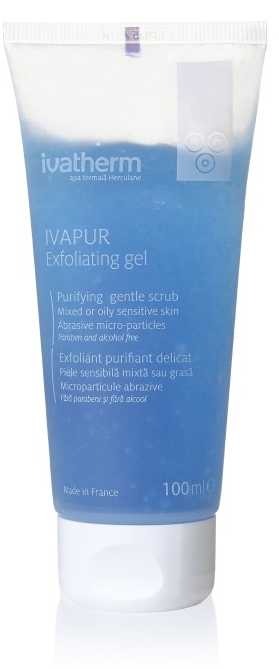 ivatherm
apa termală Herculane
IVAPUR
Exfoliating gel
Purifying gentle scrub
Mixed or oily sensitive skin
Abrasive micro-particles
Paraben and alcohol free
Exfoliant purifiant delicat
Piele sensibilă mixtă sau grasă
Microparticule abrazive
Fără parabeni şi fără alcool
Made in France
100ml e